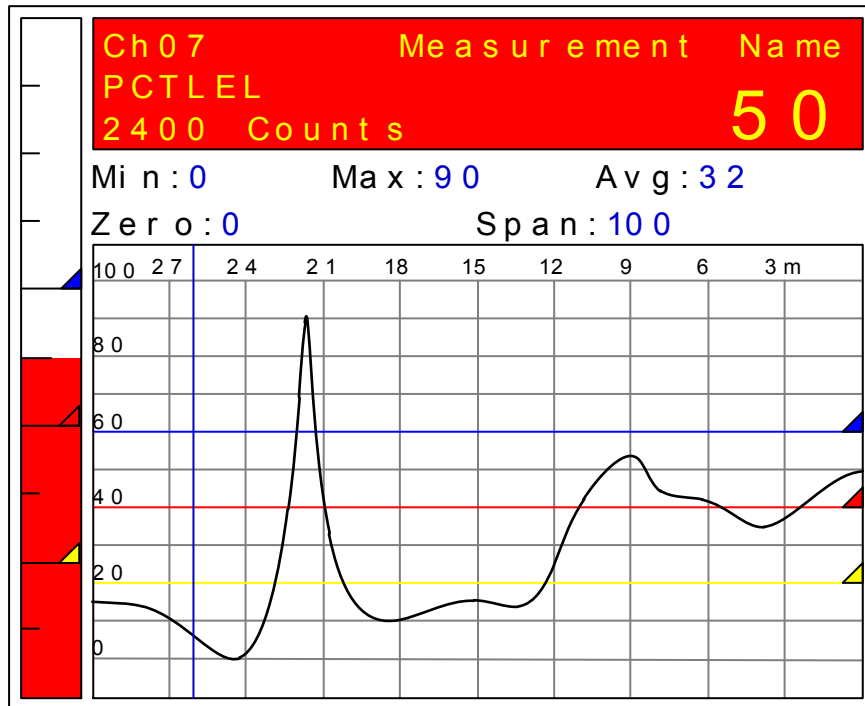 Ch07 Measurement Name
PCTLEL 50
2400 Counts
Min:0 Max:90 Avg:32
Zero:0 Span:100
100 27 24 21 18 15 12 9 6 3m
80
60
40
20
0